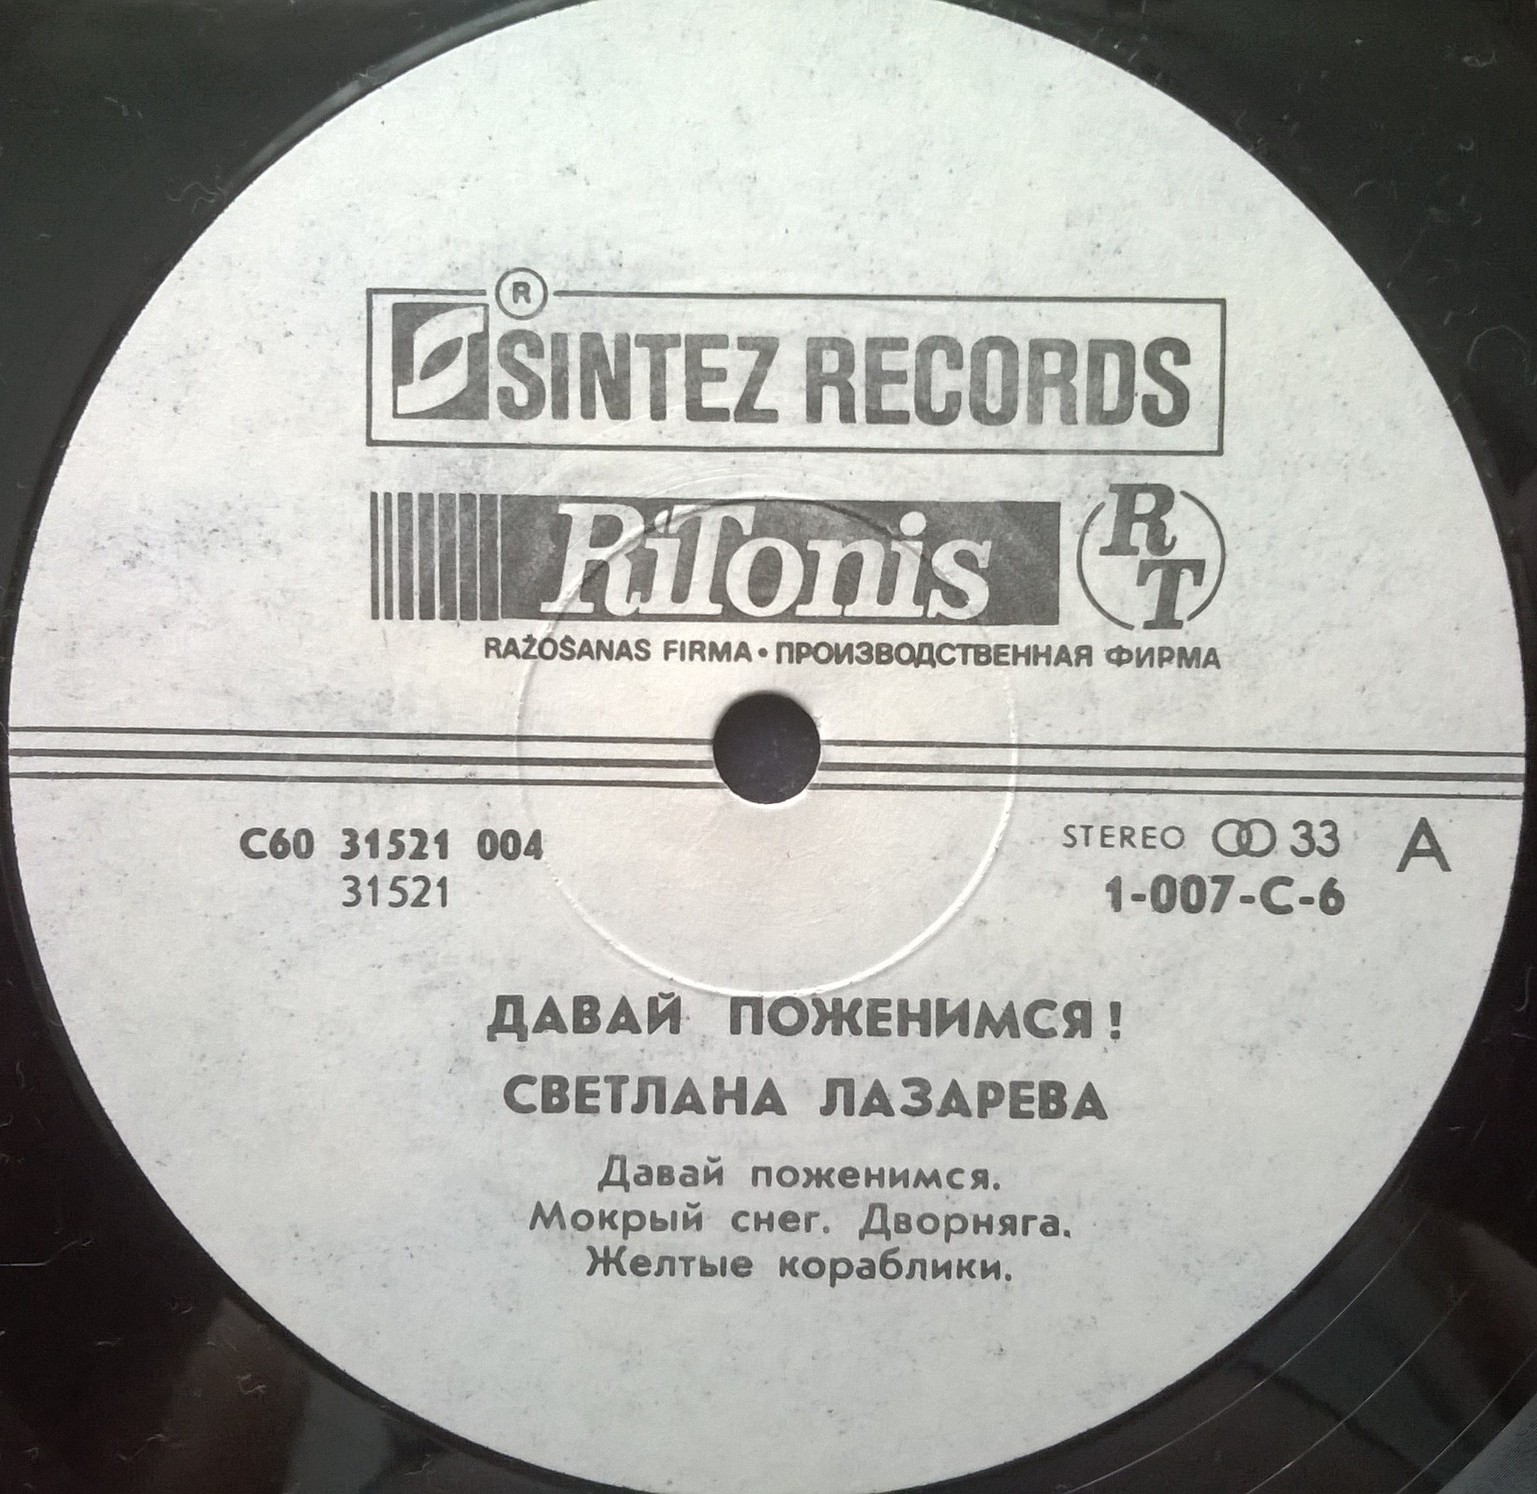 ®
SINTEZ RECORDS
RiTonis RT
RAŽOŠANAS FIRMA • ПРОИЗВОДСТВЕННАЯ ФИРМА
С60 31521 004
31521
STEREO 33 A
1-007-С-6
ДАВАЙ ПОЖЕНИМСЯ!
СВЕТЛАНА ЛАЗАРЕВА
Давай поженимся.
Мокрый снег. Дворняга.
Желтые кораблики.